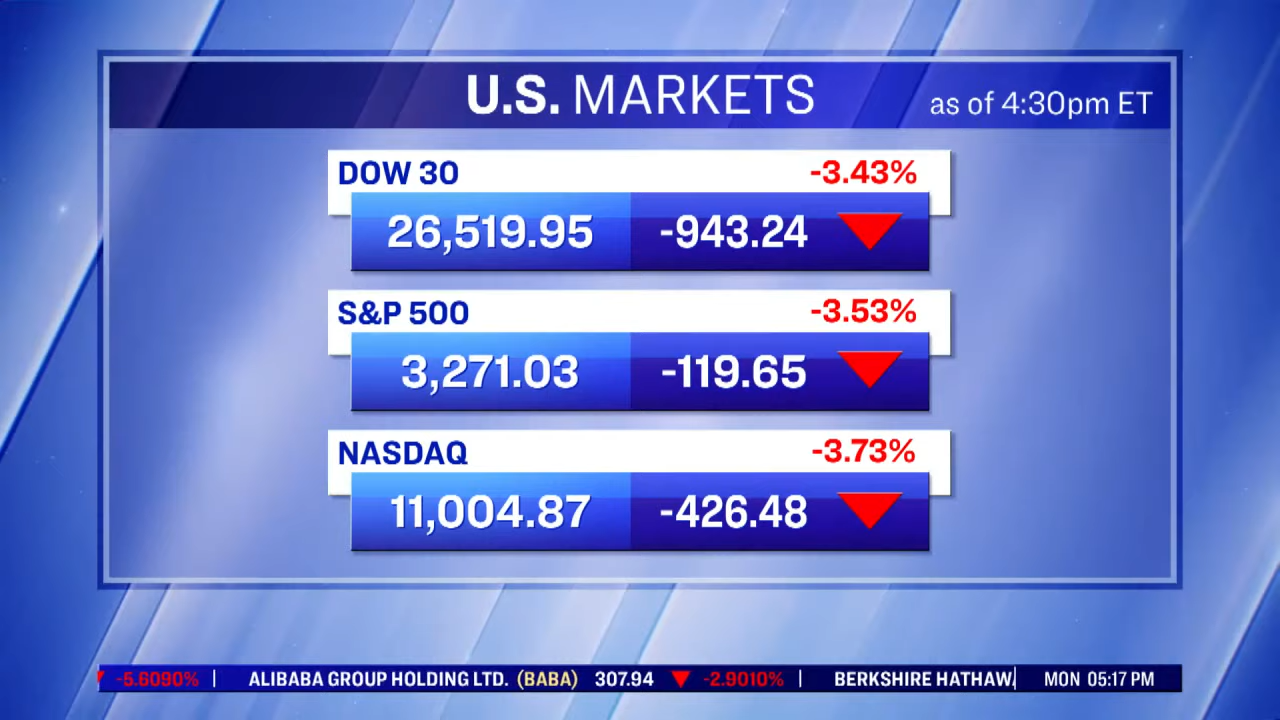 U.S. MARKETS as of 4:30pm ET
DOW 30 -3.43%
26,519.95 -943.24
S&P 500 -3.53%
3,271.03 -119.65
NASDAQ -3.73%
11,004.87 -426.48
-5.6090% | ALIBABA GROUP HOLDING LTD. (BABA) 307.94 -2.9010% | BERKSHIRE HATHAW MON 05:17 PM